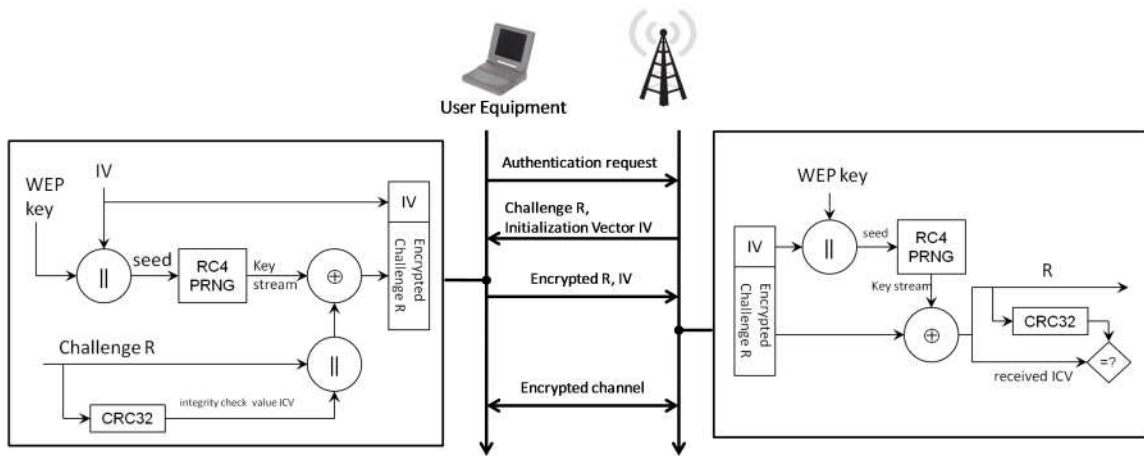 User Equipment
Authentication request
Challenge R,
Initialization Vector IV
Encrypted R, IV
Encrypted channel
IV
WEP
key
||
seed
RC4
PRNG
Key
stream
⊕
IV
Encrypted
Challenge R
Challenge R
||
CRC32
integrity check value ICV
WEP key
IV
||
seed
RC4
PRNG
Key stream
Encrypted
Challenge R
⊕
R
CRC32
=?
received ICV